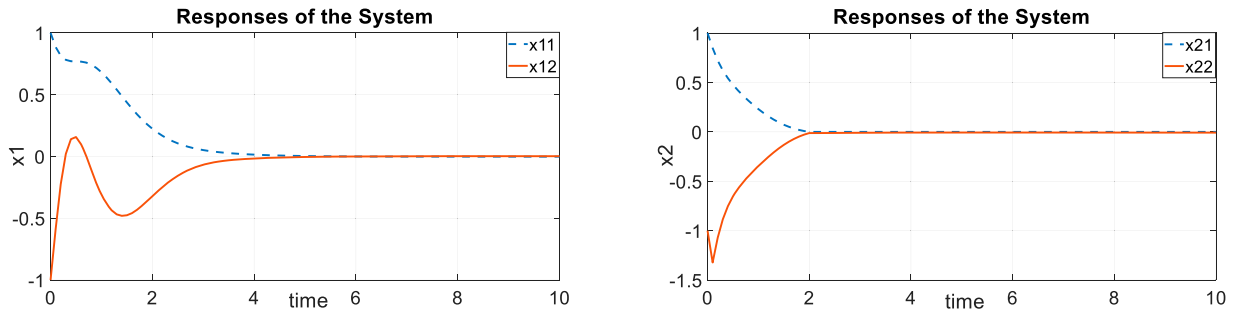 Responses of the System
1
0.5
0
-0.5
-1
x1
0 2 4 6 8 10
time
x11
x12
Responses of the System
1
0.5
0
-0.5
-1
-1.5
x2
0 2 4 6 8 10
time
x21
x22